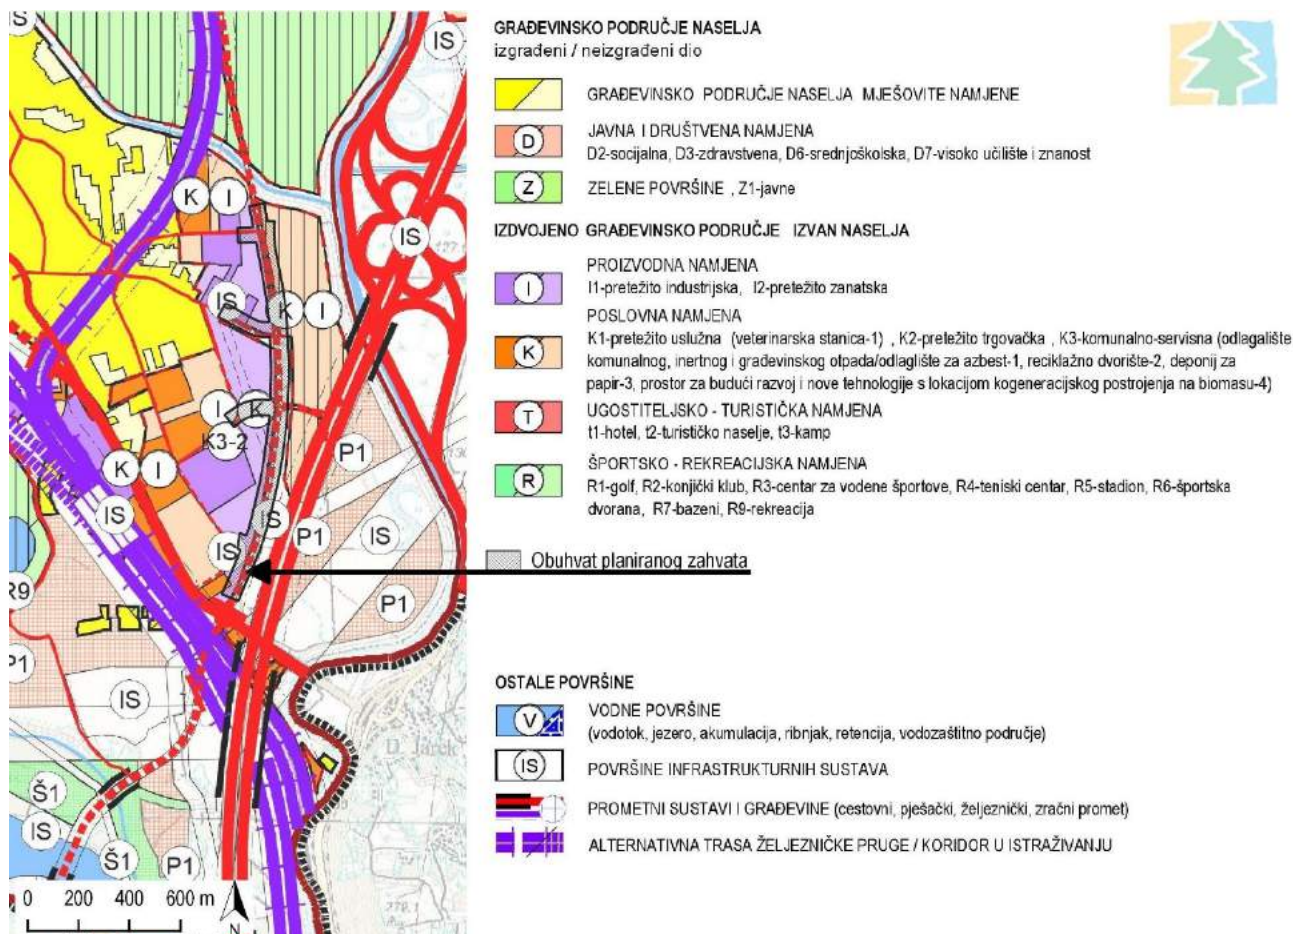 IS
IS
K I
IS
IS
K I
I K
K3-2
P1
K I
IS
IS
P1
IS
IS
R9
P1
P1
IS
D. Jarek
Š1
IS
Š1
P1
0 200 400 600 m
N
GRAĐEVINSKO PODRUČJE NASELJA
izgrađeni / neizgrađeni dio
GRAĐEVINSKO PODRUČJE NASELJA MJEŠOVITE NAMJENE
D
JAVNA I DRUŠTVENA NAMJENA
D2-socijalna, D3-zdravstvena, D6-srednjoškolska, D7-visoko učilište i znanost
Z
ZELENE POVRŠINE , Z1-javne
IZDVOJENO GRAĐEVINSKO PODRUČJE IZVAN NASELJA
I
PROIZVODNA NAMJENA
I1-pretežito industrijska, I2-pretežito zanatska
K
POSLOVNA NAMJENA
K1-pretežito uslužna (veterinarska stanica-1) , K2-pretežito trgovačka , K3-komunalno-servisna (odlagalište
komunalnog, inertnog i građevinskog otpada/odlaglište za azbest-1, reciklažno dvorište-2, deponij za
papir-3, prostor za budući razvoj i nove tehnologije s lokacijom kogeneracijskog postrojenja na biomasu-4)
T
UGOSTITELJSKO - TURISTIČKA NAMJENA
t1-hotel, t2-turističko naselje, t3-kamp
R
ŠPORTSKO - REKREACIJSKA NAMJENA
R1-golf, R2-konjički klub, R3-centar za vodene športove, R4-teniski centar, R5-stadion, R6-športska
dvorana, R7-bazeni, R9-rekreacija
Obuhvat planiranog zahvata
OSTALE POVRŠINE
V
VODNE POVRŠINE
(vodotok, jezero, akumulacija, ribnjak, retencija, vodozaštitno područje)
IS
POVRŠINE INFRASTRUKTURNIH SUSTAVA
PROMETNI SUSTAVI I GRAĐEVINE (cestovni, pješački, željeznički, zračni promet)
ALTERNATIVNA TRASA ŽELJEZNIČKE PRUGE / KORIDOR U ISTRAŽIVANJU